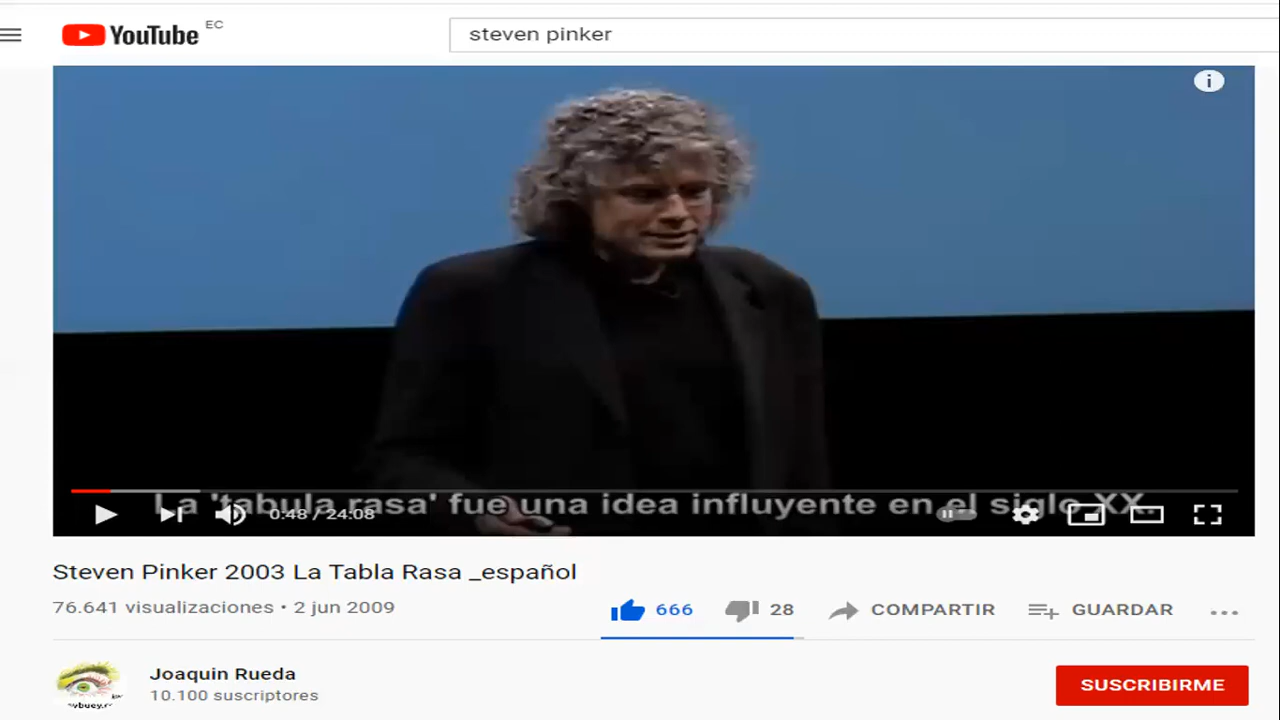 YouTube EC
steven pinker
La 'tabula rasa' fue una idea influyente en el siglo XX.
0:48 / 24:08
Steven Pinker 2003 La Tabla Rasa _español
76.641 visualizaciones • 2 jun 2009
666
28
COMPARTIR
GUARDAR
Joaquin Rueda
10.100 suscriptores
SUSCRIBIRME